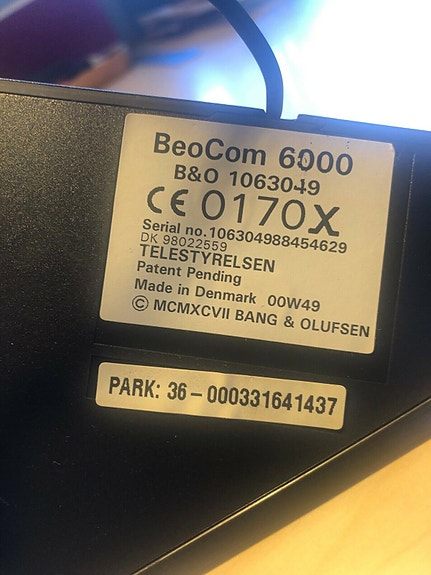 BeoCom 6000
B&O 1063049
CE 0170X
Serial no.106304988454629
DK 98022559
TELESTYRELSEN
Patent Pending
Made in Denmark 00W49
© MCMXCVII BANG & OLUFSEN
PARK: 36-000331641437